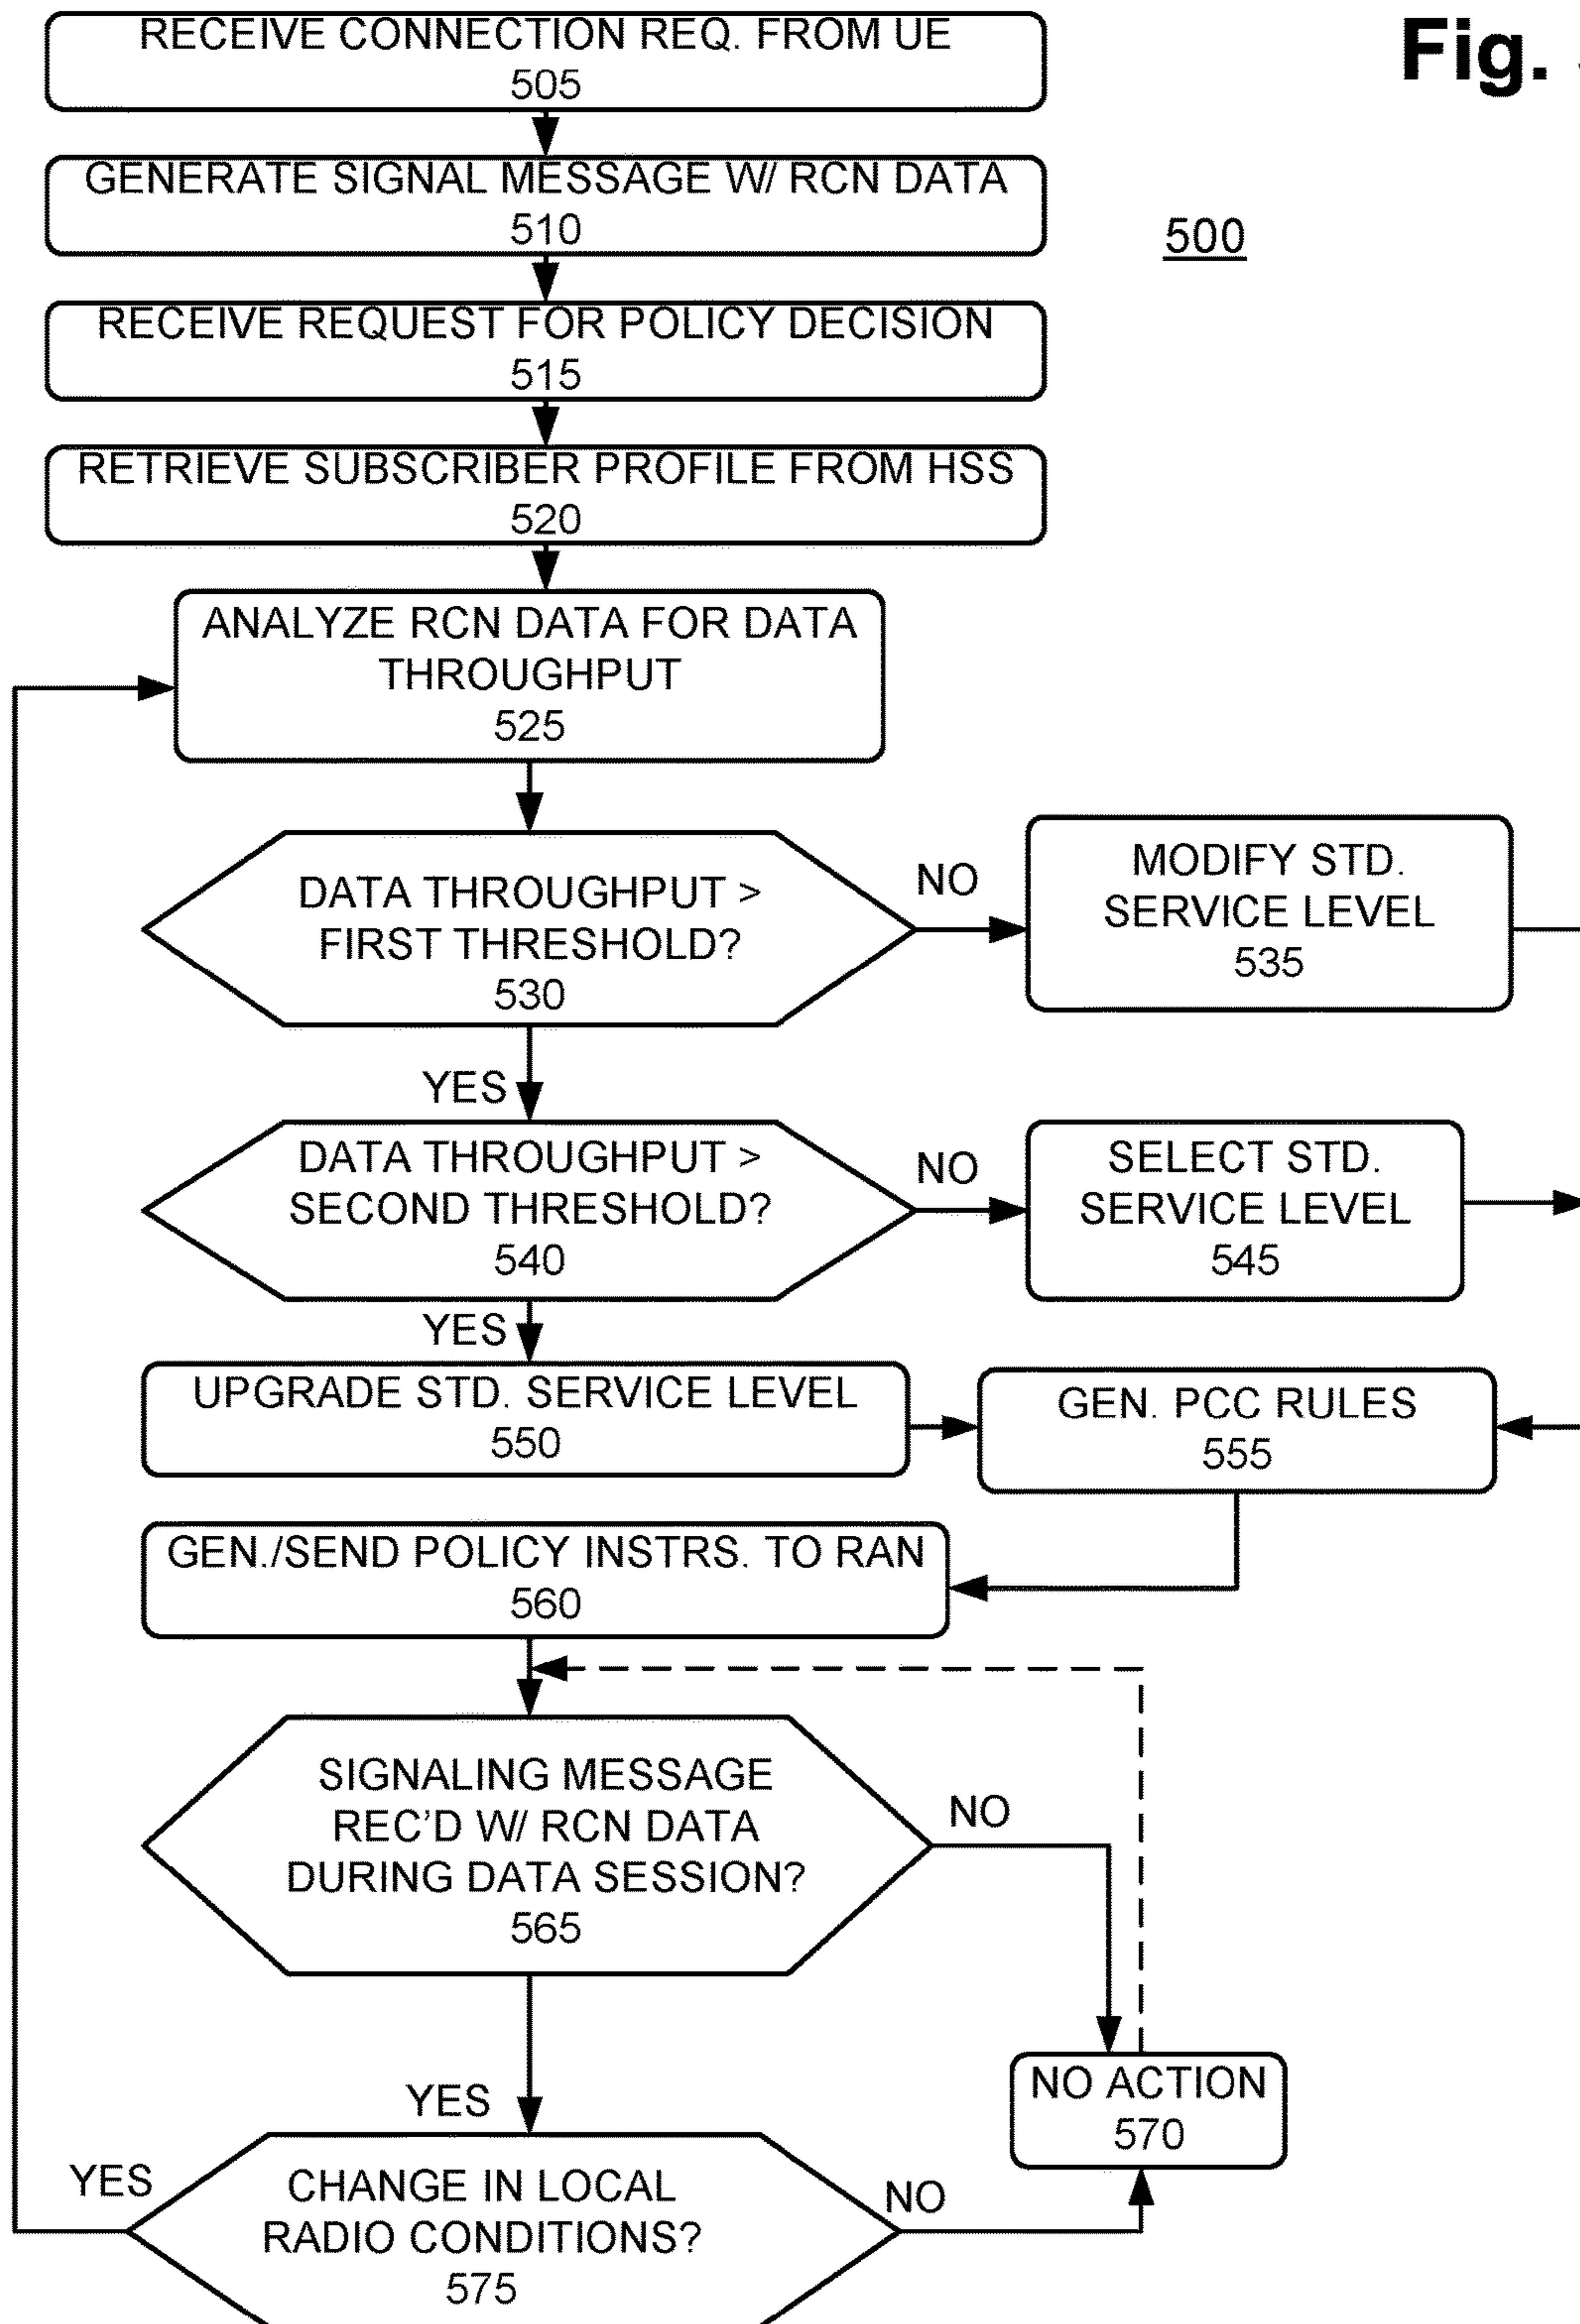 Fig.
RECEIVE CONNECTION REQ. FROM UE
505
GENERATE SIGNAL MESSAGE W/ RCN DATA
510
500
RECEIVE REQUEST FOR POLICY DECISION
515
RETRIEVE SUBSCRIBER PROFILE FROM HSS
520
ANALYZE RCN DATA FOR DATA
THROUGHPUT
525
DATA THROUGHPUT >
FIRST THRESHOLD?
530
NO
MODIFY STD.
SERVICE LEVEL
535
YES
DATA THROUGHPUT >
SECOND THRESHOLD?
540
NO
SELECT STD.
SERVICE LEVEL
545
YES
UPGRADE STD. SERVICE LEVEL
550
GEN. PCC RULES
555
GEN./SEND POLICY INSTRS. TO RAN
560
SIGNALING MESSAGE
REC'D W/ RCN DATA
DURING DATA SESSION?
565
NO
NO ACTION
570
YES
YES
CHANGE IN LOCAL
RADIO CONDITIONS?
575
NO